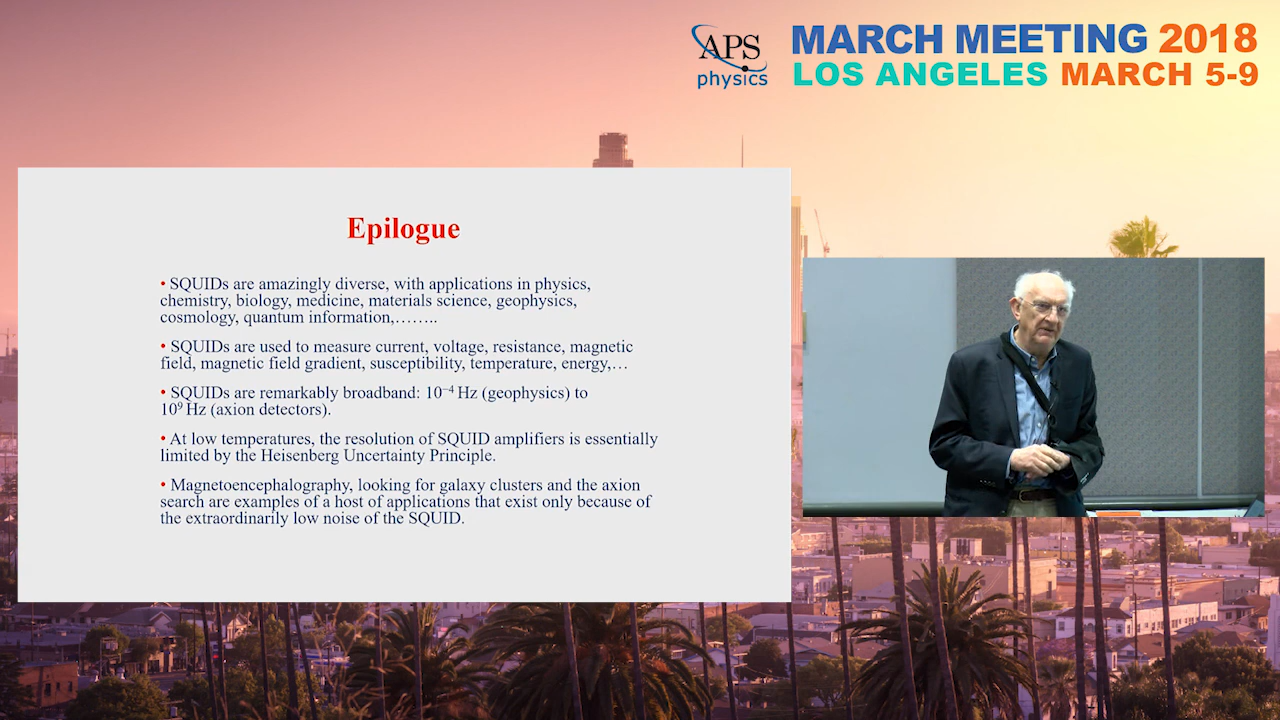 APS
physics
MARCH MEETING 2018
LOS ANGELES MARCH 5-9
Epilogue
• SQUIDs are amazingly diverse, with applications in physics,
chemistry, biology, medicine, materials science, geophysics,
cosmology, quantum information,……..
• SQUIDs are used to measure current, voltage, resistance, magnetic
field, magnetic field gradient, susceptibility, temperature, energy,…
• SQUIDs are remarkably broadband: 10⁻⁴ Hz (geophysics) to
10⁹ Hz (axion detectors).
• At low temperatures, the resolution of SQUID amplifiers is essentially
limited by the Heisenberg Uncertainty Principle.
• Magnetoencephalography, looking for galaxy clusters and the axion
search are examples of a host of applications that exist only because of
the extraordinarily low noise of the SQUID.